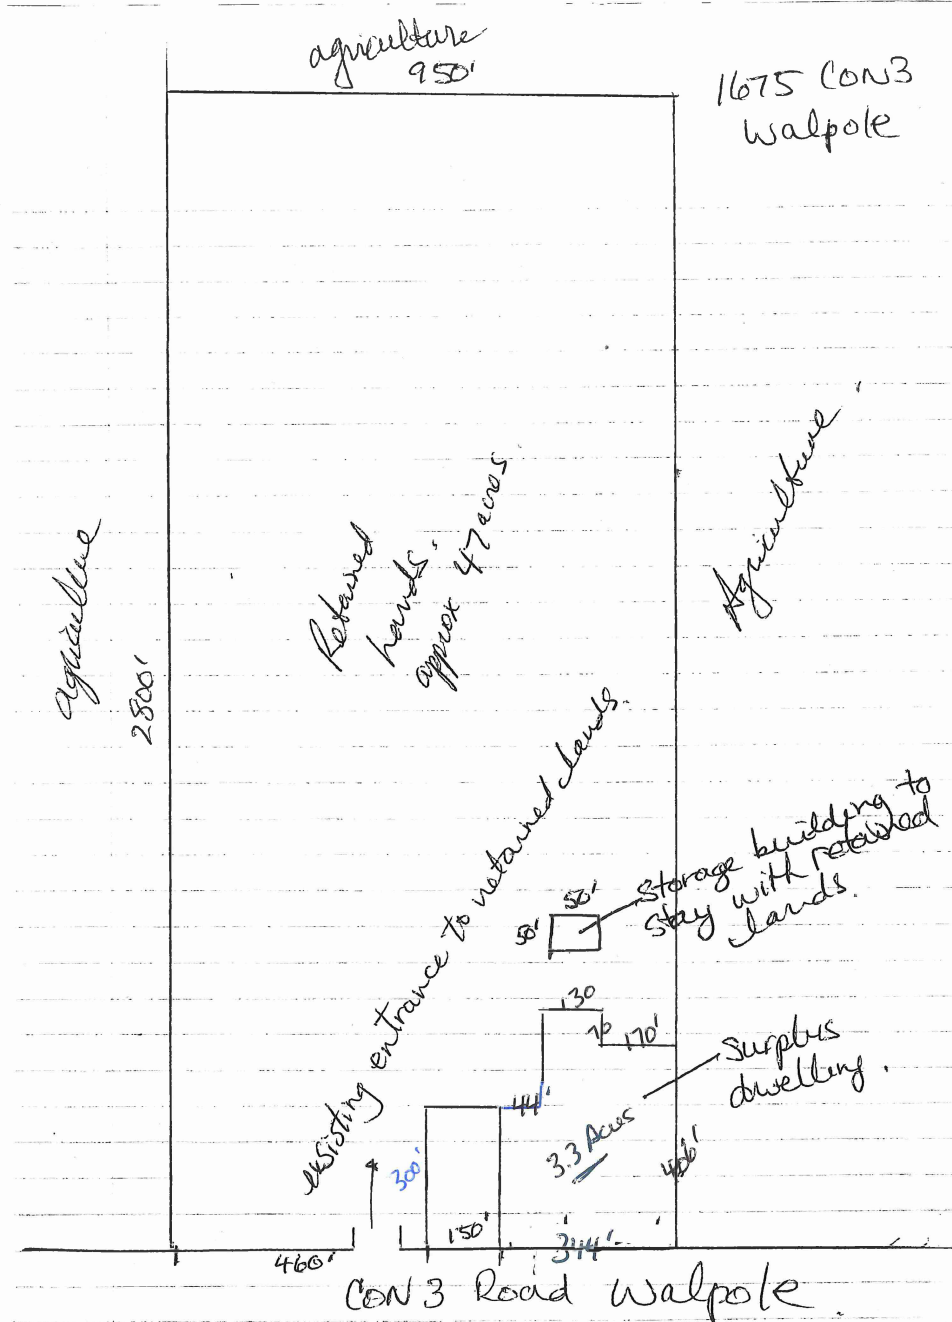 agriculture
950'
1675 CON3
Walpole
agriculture
2800'
Retained
lands.
approx 47 acres
Agriculture
existing entrance to retained lands.
50'
50'
Storage building to
stay with retained
lands.
130
70
170'
Surplus
dwelling.
44'
3.3 Acres
300'
150'
344'
460'
CON 3 Road Walpole